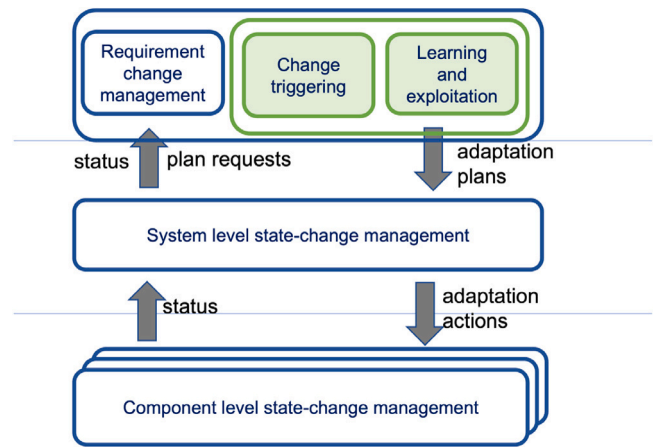 Requirement
change
management
Change
triggering
Learning
and
exploitation
status
plan requests
adaptation
plans
System level state-change management
status
adaptation
actions
Component level state-change management